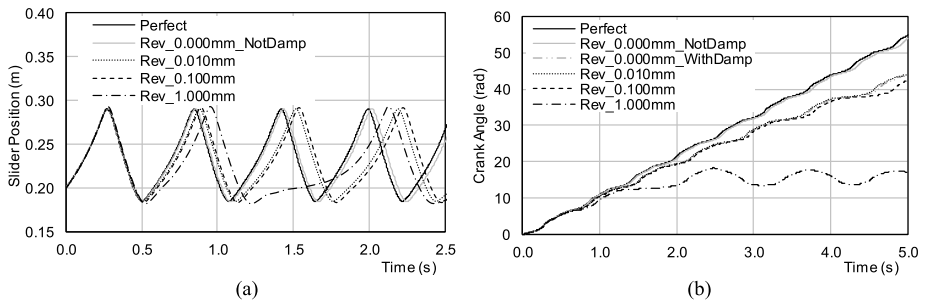 0.40
0.35
0.30
0.25
0.20
0.15
Slider Position (m)
Perfect
Rev_0.000mm_NotDamp
Rev_0.010mm
Rev_0.100mm
Rev_1.000mm
0.0 0.5 1.0 1.5 2.0 2.5
Time (s)
(a)
60
50
40
30
20
10
0
Crank Angle (rad)
Perfect
Rev_0.000mm_NotDamp
Rev_0.000mm_WithDamp
Rev_0.010mm
Rev_0.100mm
Rev_1.000mm
0.0 1.0 2.0 3.0 4.0 5.0
Time (s)
(b)